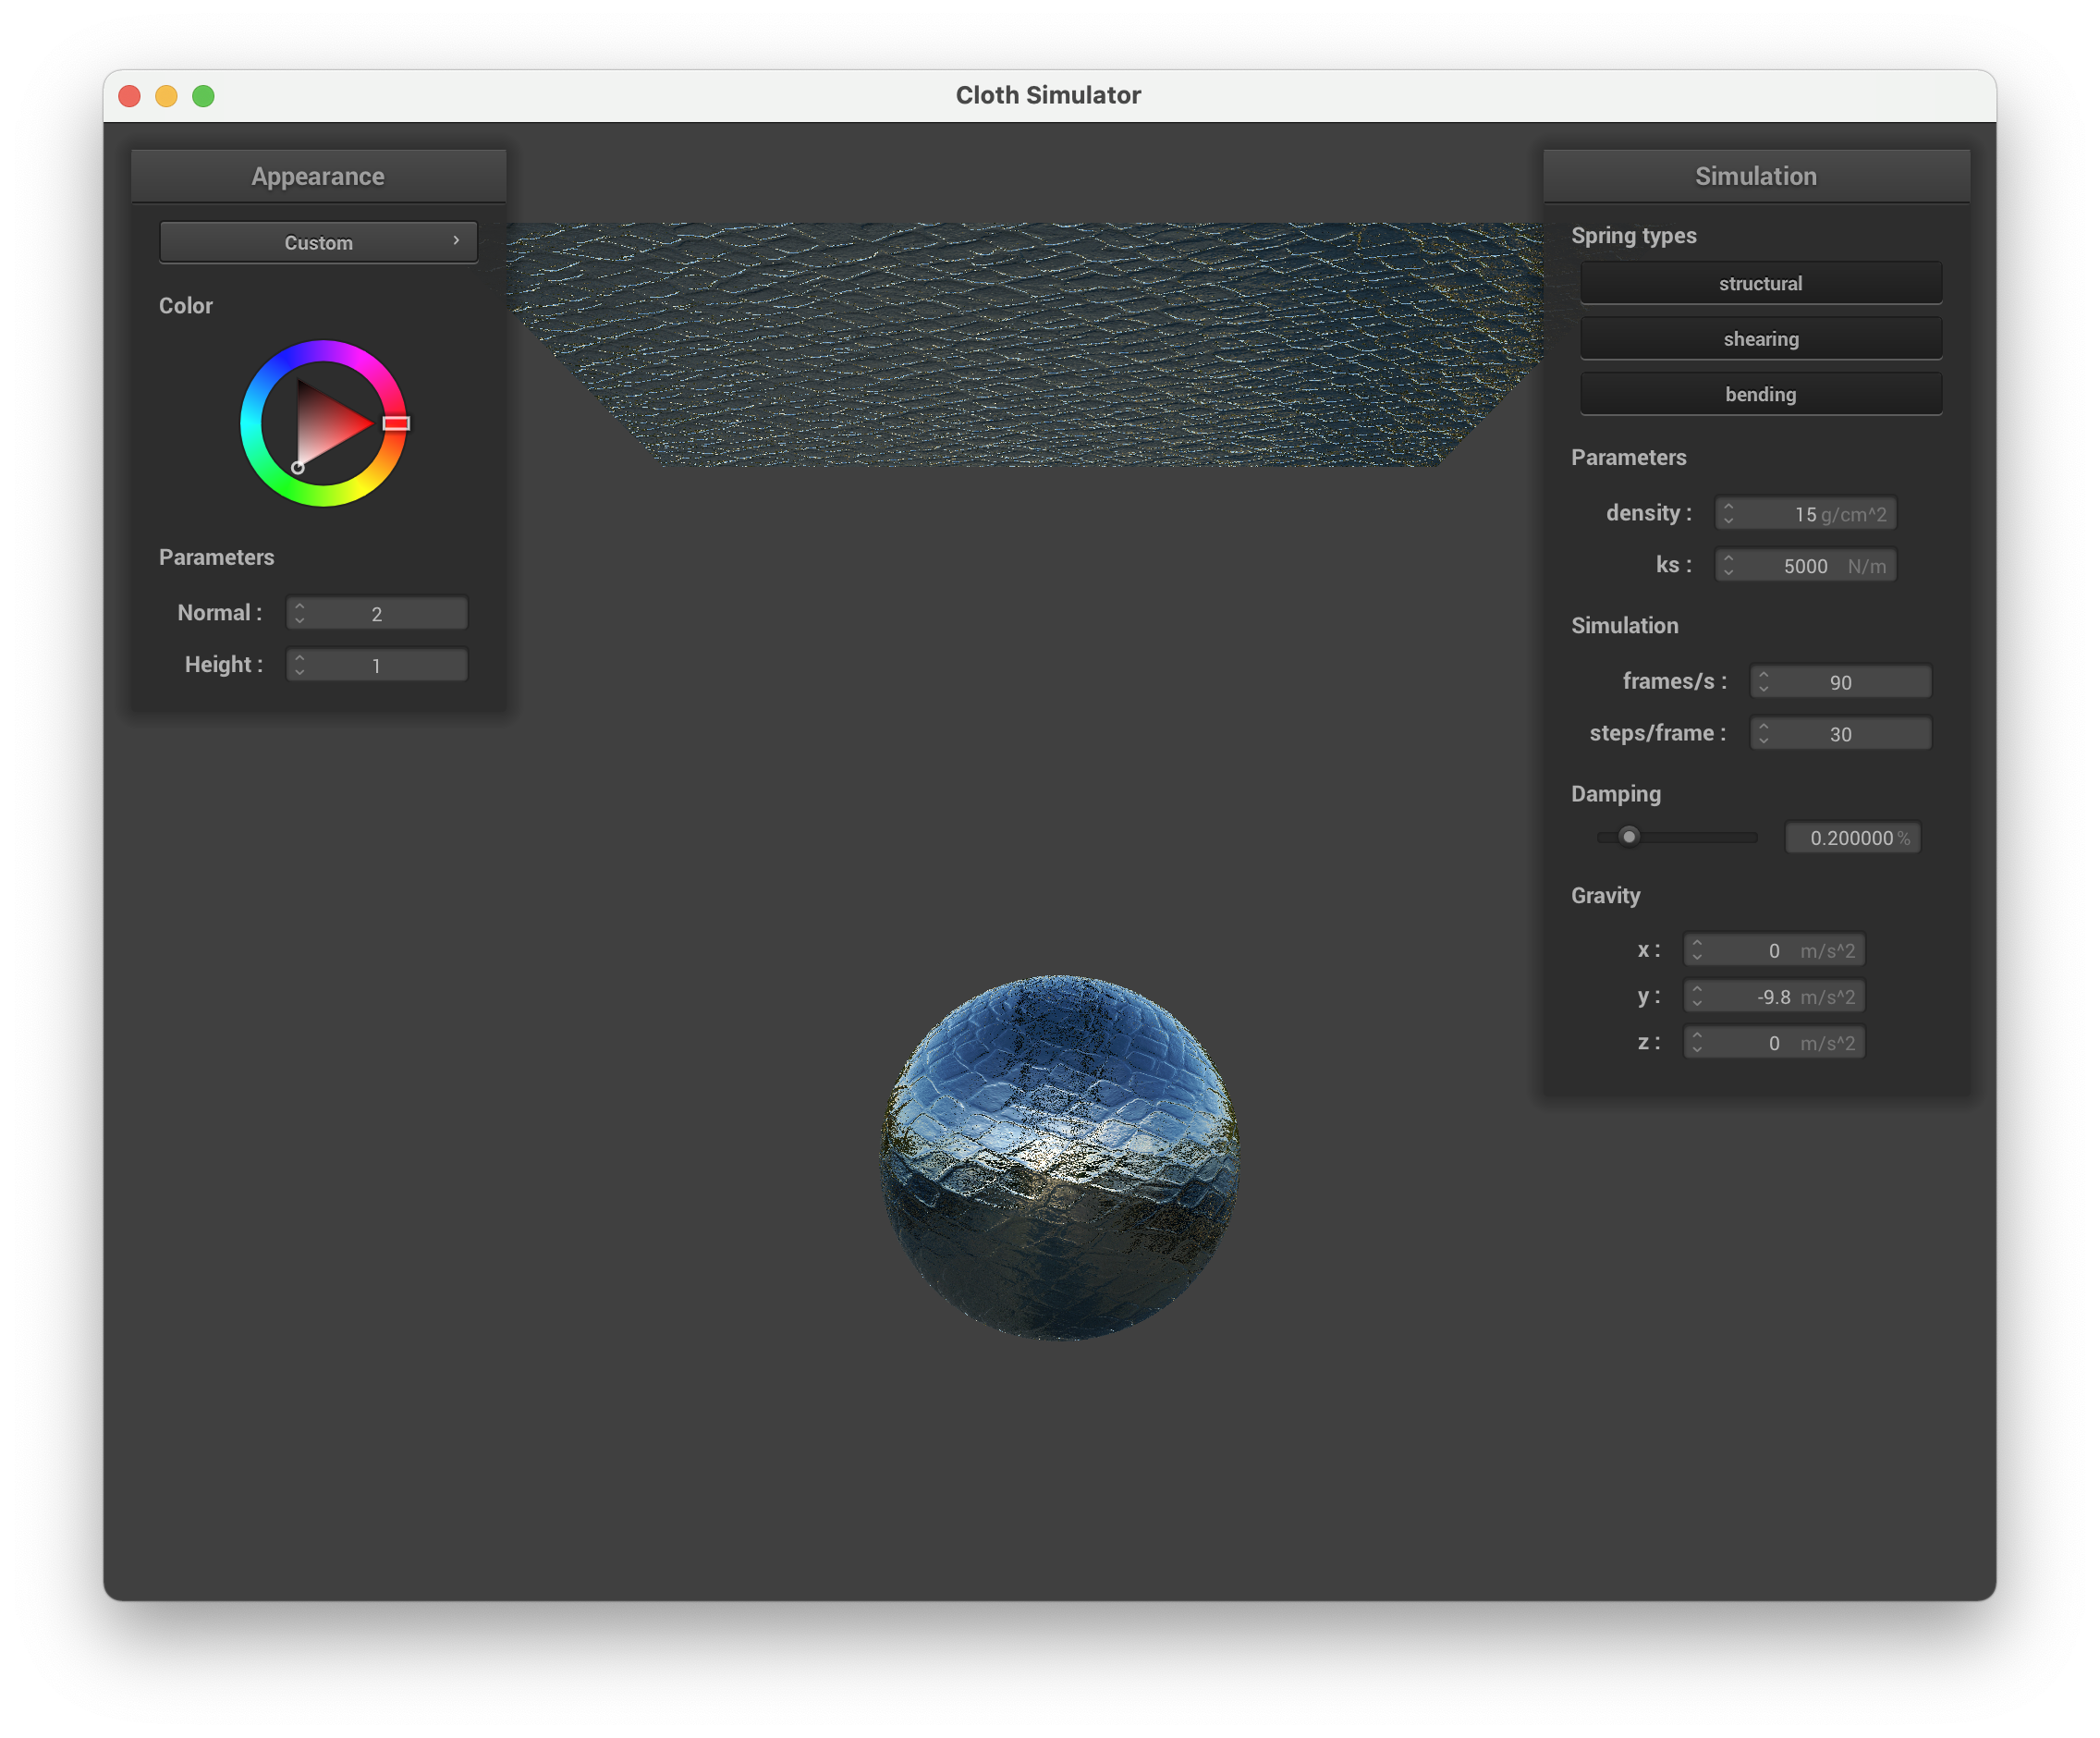 Cloth Simulator
Appearance
Custom
Color
Parameters
Normal : 2
Height : 1
Simulation
Spring types
structural
shearing
bending
Parameters
density : 15 g/cm^2
ks : 5000 N/m
Simulation
frames/s : 90
steps/frame : 30
Damping
0.200000 %
Gravity
x : 0 m/s^2
y : -9.8 m/s^2
z : 0 m/s^2